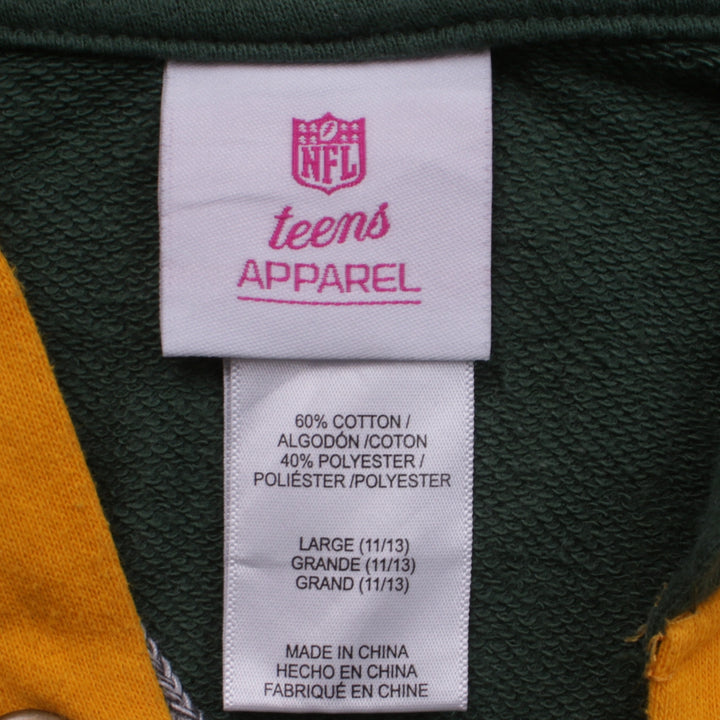 NFL
teens
APPAREL
60% COTTON /
ALGODÓN /COTON
40% POLYESTER /
POLIÉSTER /POLYESTER
LARGE (11/13)
GRANDE (11/13)
GRAND (11/13)
MADE IN CHINA
HECHO EN CHINA
FABRIQUÉ EN CHINE